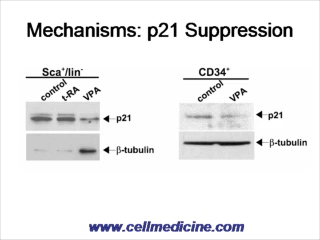 Mechanisms: p21 Suppression
Sca⁺/lin⁻
control
t-RA
VPA
p21
β-tubulin
CD34⁺
control
VPA
p21
β-tubulin
www.cellmedicine.com